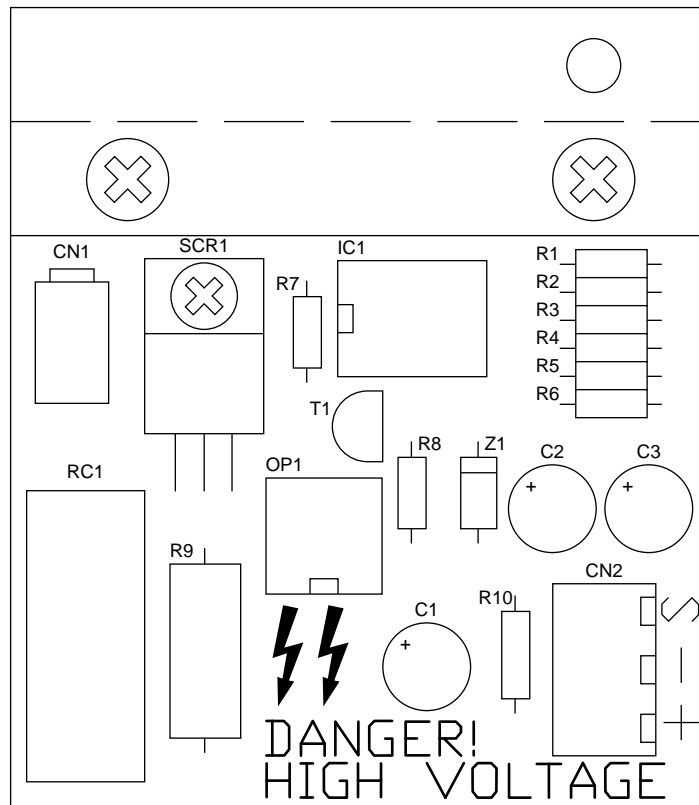 CN1
SCR1
IC1
R1
R7
R2
R3
R4
R5
R6
T1
R8
Z1
C2
C3
OP1
RC1
+
+
R9
CN2
R10
C1
S
+
−
+
DANGER!
HIGH VOLTAGE